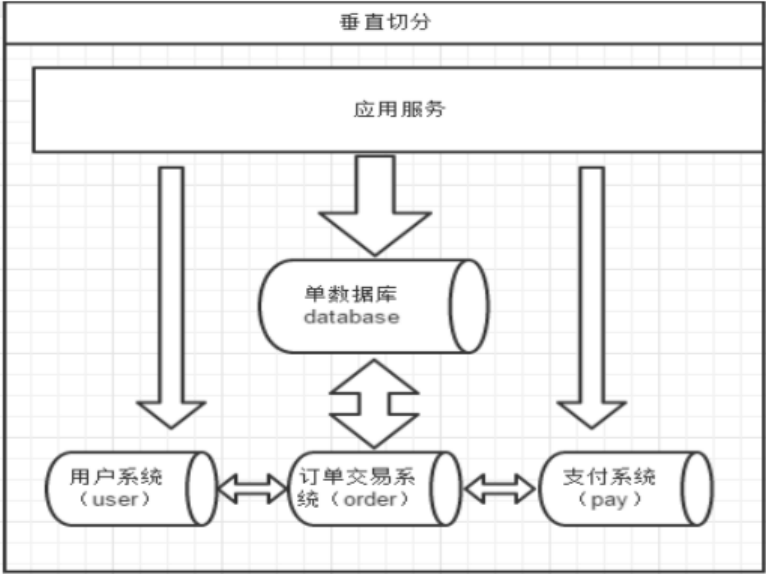 垂直切分
应用服务
单数据库
database
用户系统
（user）
订单交易系
统（order）
支付系统
（pay）